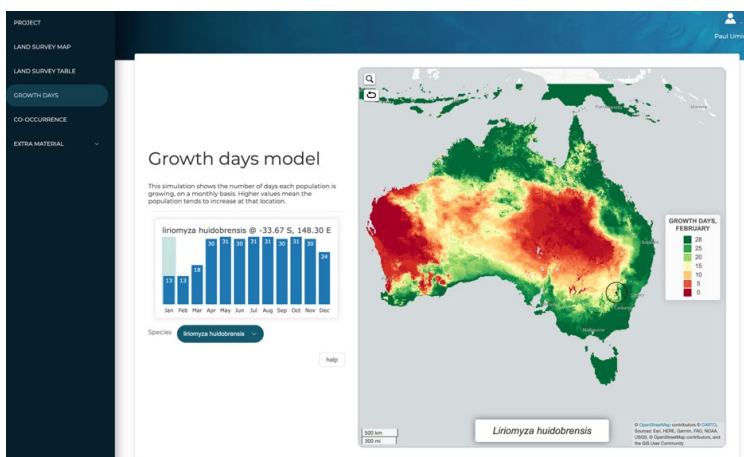 PROJECT
LAND SURVEY MAP
LAND SURVEY TABLE
GROWTH DAYS
CO-OCCURRENCE
EXTRA MATERIAL
Growth days model
This simulation shows the number of days each population is
growing, on a monthly basis. Higher values mean the
population tends to increase at that location.
liriomyza huidobrensis @ -33.67 S, 148.30 E
13 13 18 30 31 30 31 31 30 31 30 24
Jan Feb Mar Apr May Jun Jul Aug Sep Oct Nov Dec
Species
liriomyza huidobrensis
help
Paul Umi
GROWTH DAYS,
FEBRUARY
28
25
20
15
10
5
0
Melbourne
500 km
300 mi
Liriomyza huidobrensis
© OpenStreetMap contributors © CARTO,
Sources: Esri, HERE, Garmin, FAO, NOAA,
USGS, © OpenStreetMap contributors, and
the GIS User Community